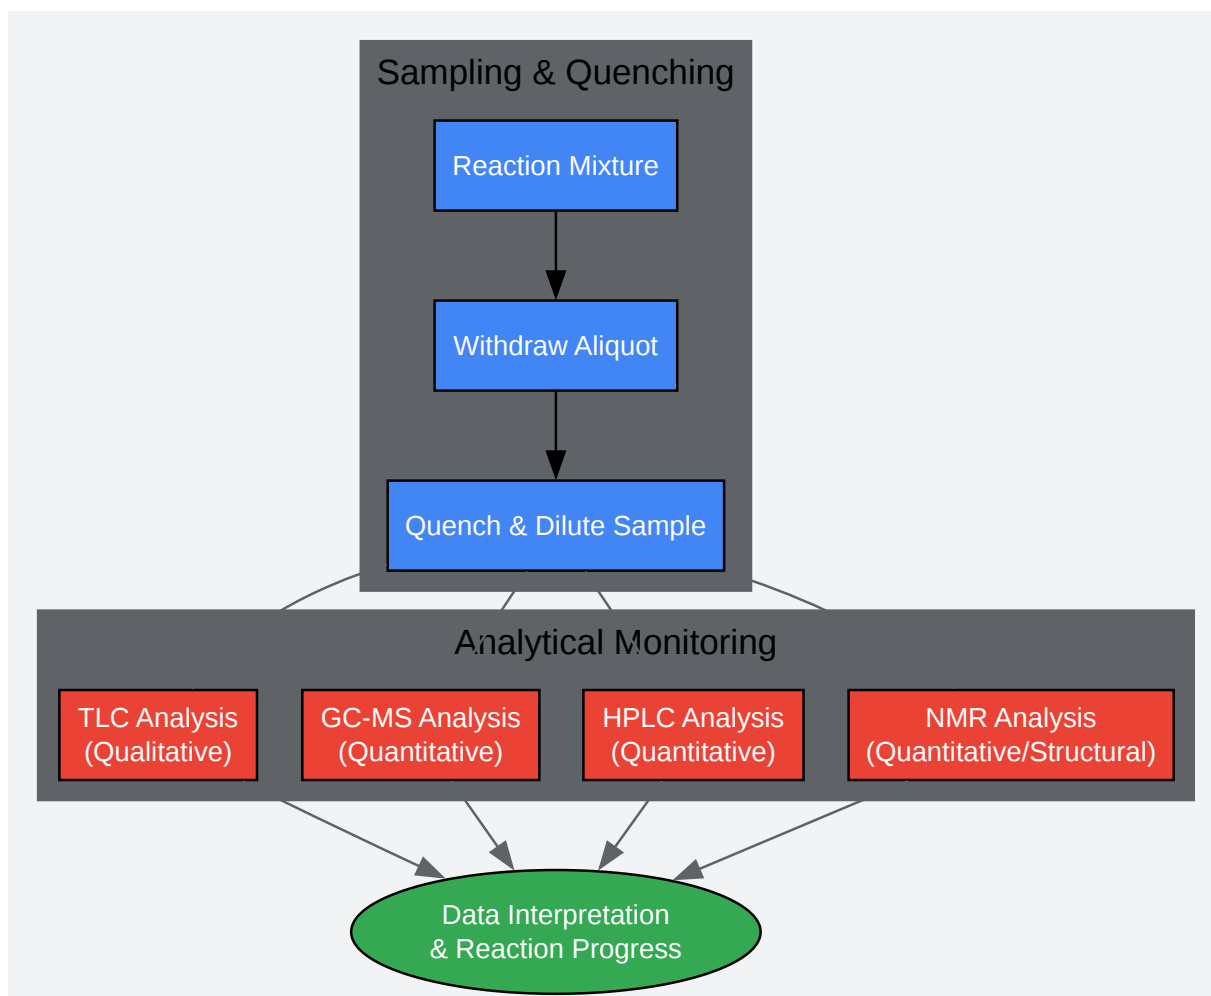 Sampling & Quenching
Reaction Mixture
Withdraw Aliquot
Quench & Dilute Sample
Analytical Monitoring
TLC Analysis
(Qualitative)
GC-MS Analysis
(Quantitative)
HPLC Analysis
(Quantitative)
NMR Analysis
(Quantitative/Structural)
Data Interpretation
& Reaction Progress